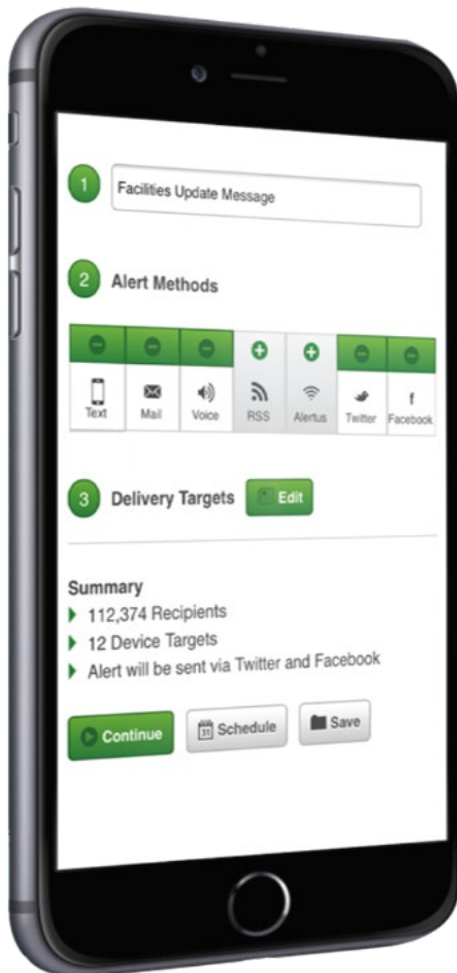 1 Facilities Update Message
2 Alert Methods
Text Mail Voice RSS Alertus Twitter Facebook
3 Delivery Targets Edit
Summary
112,374 Recipients
12 Device Targets
Alert will be sent via Twitter and Facebook
Continue 31 Schedule Save